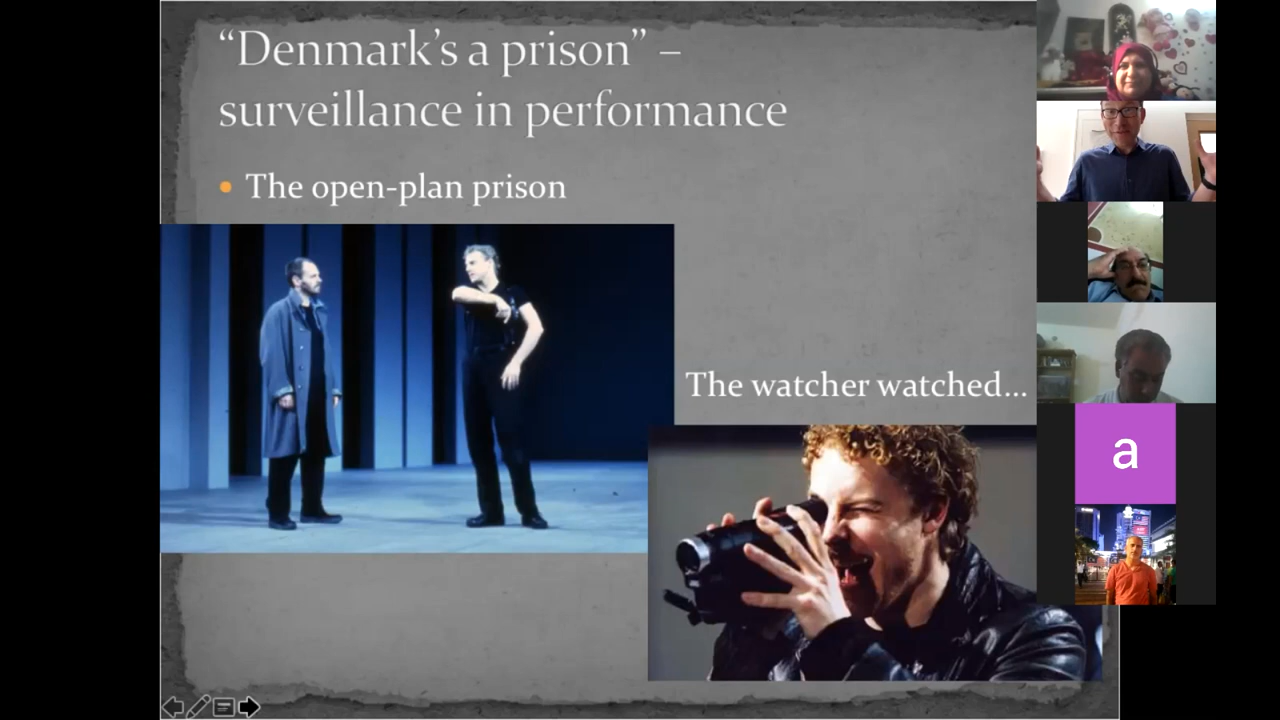 “Denmark’s a prison” –
surveillance in performance
• The open-plan prison
The watcher watched...
a